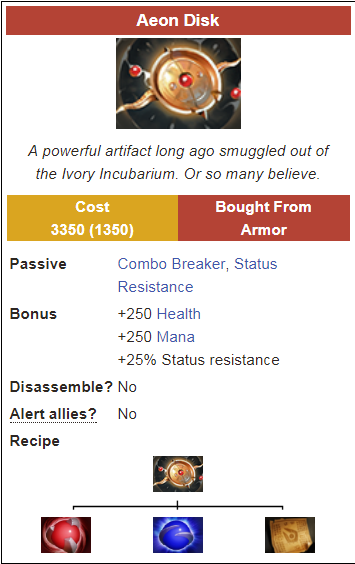 Aeon Disk
A powerful artifact long ago smuggled out of
the Ivory Incubarium. Or so many believe.
Cost
3350 (1350)
Bought From
Armor
Passive
Combo Breaker, Status
Resistance
Bonus
+250 Health
+250 Mana
+25% Status resistance
Disassemble? No
Alert allies? No
Recipe